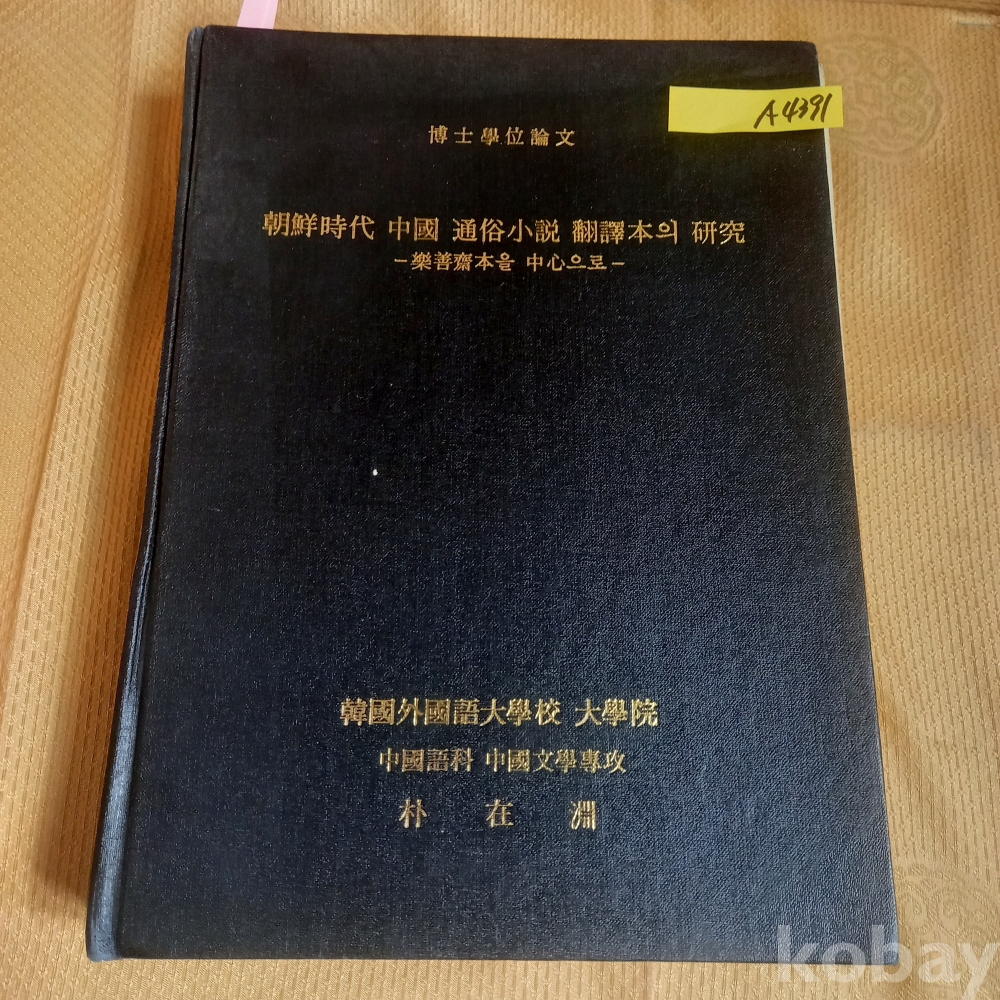 A4391
博士學位論文
朝鮮時代 中國 通俗小説 翻譯本의 硏究
-樂善齋本을 中心으로-
韓國外國語大學校 大學院
中國語科 中國文學專攻
朴 在 淵
kobay